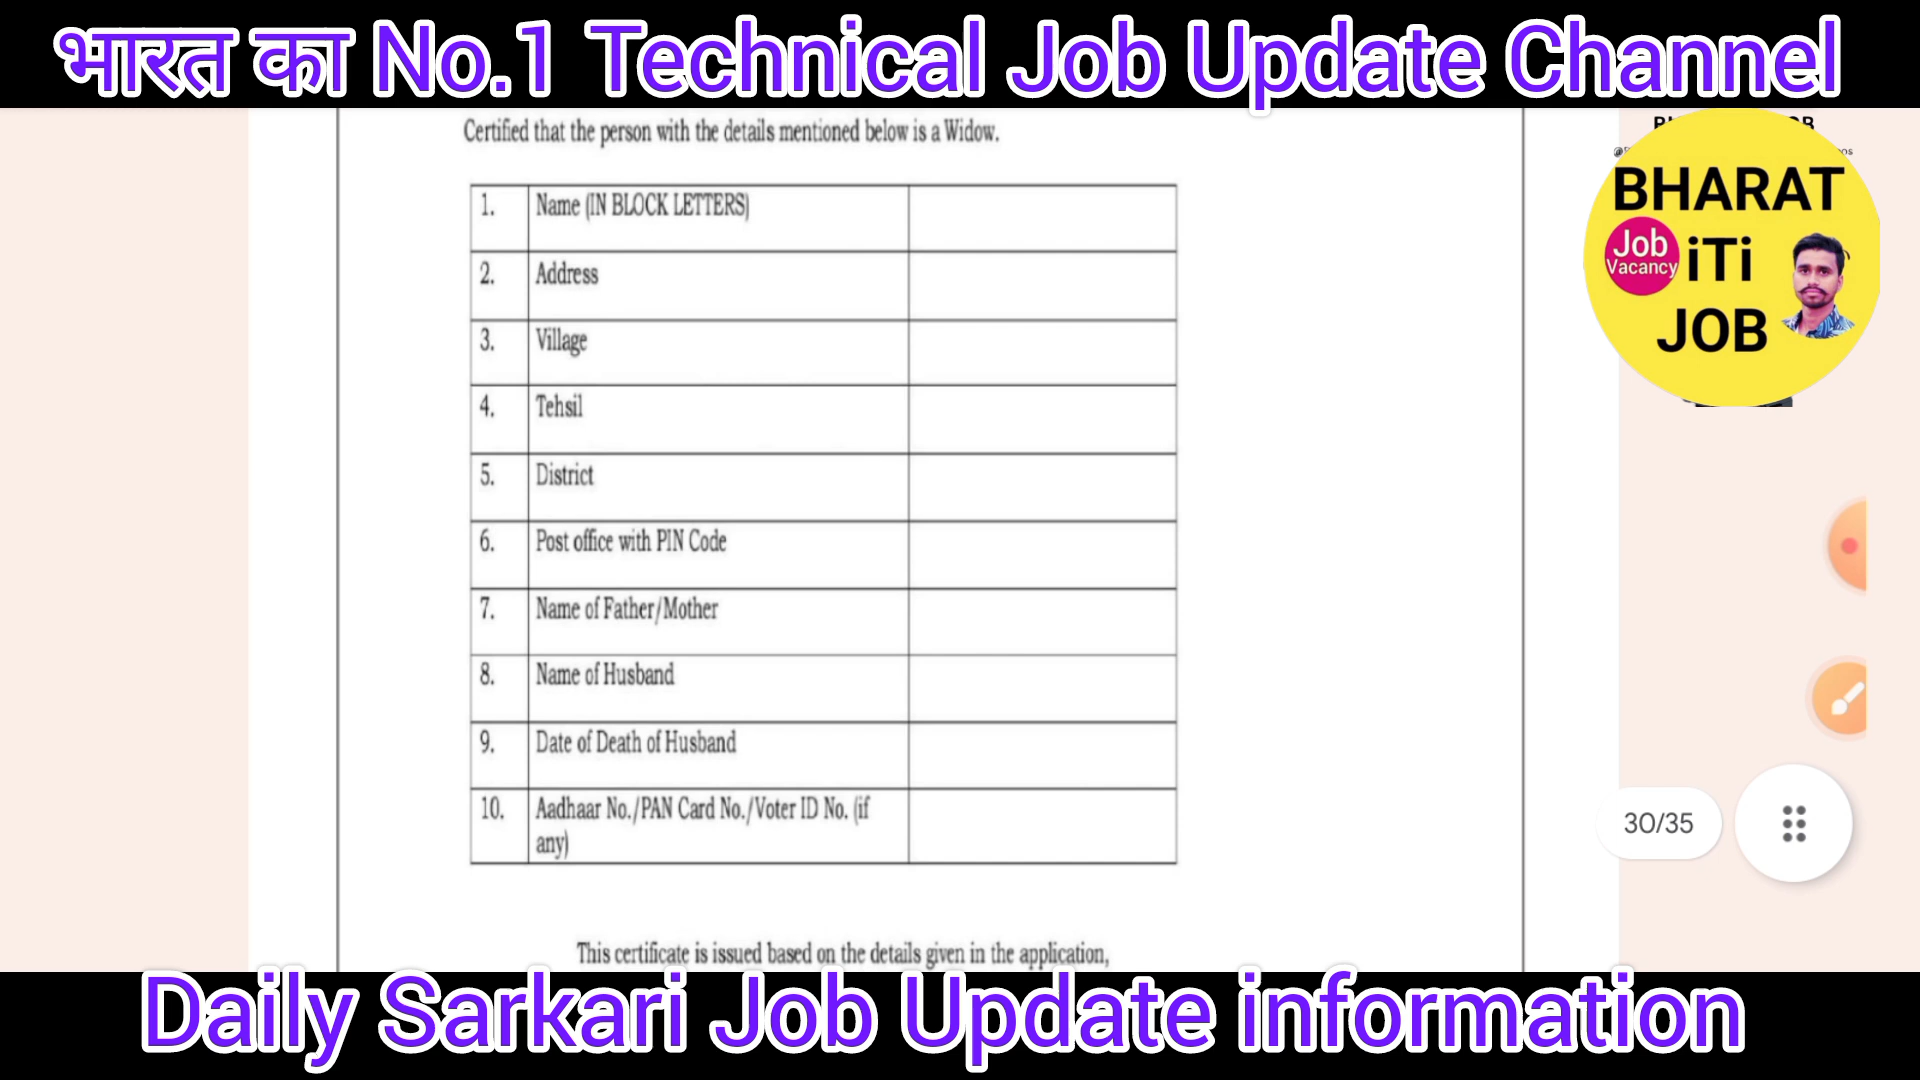 भारत का No.1 Technical Job Update Channel
Certified that the person with the details mentioned below is a Widow.
1. Name (IN BLOCK LETTERS)
2. Address
3. Village
4. Tehsil
5. District
6. Post office with PIN Code
7. Name of Father/Mother
8. Name of Husband
9. Date of Death of Husband
10. Aadhaar No./PAN Card No./Voter ID No. (if
any)
This certificate is issued based on the details given in the application,
BHARAT
Job
Vacancy
iTi
JOB
30/35
Daily Sarkari Job Update information